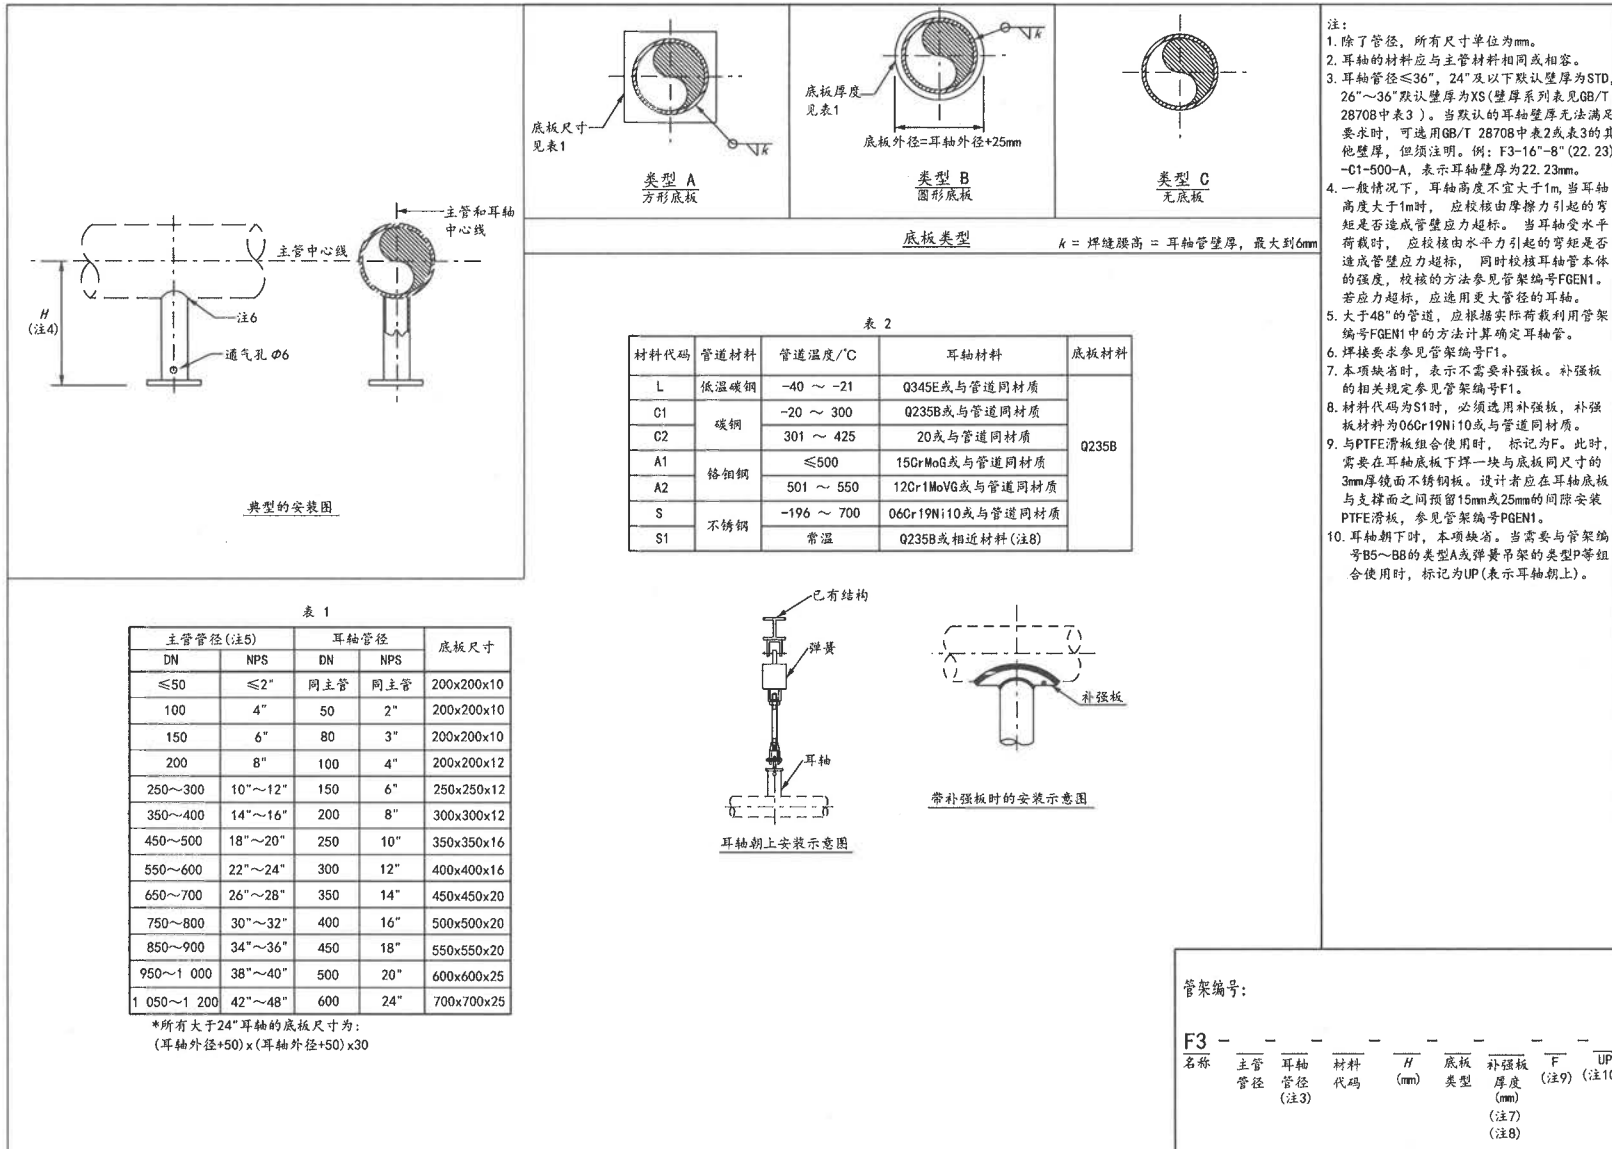 底板尺寸
见表1
k
类型 A
方形底板
底板厚度
见表1
k
底板外径=耳轴外径+25mm
类型 B
圆形底板
类型 C
无底板
底板类型
k = 焊缝腰高 = 耳轴管壁厚, 最大到6mm
主管和耳轴
中心线
主管中心线
H
(注4)
注6
通气孔 Φ6
典型的安装图
表 2
材料代码 管道材料 管道温度/℃ 耳轴材料 底板材料
L 低温碳钢 -40 ~ -21 Q345E或与管道同材质
C1 碳钢 -20 ~ 300 Q235B或与管道同材质
C2 301 ~ 425 20或与管道同材质
Q235B
A1 铬钼钢 ≤500 15CrMoG或与管道同材质
A2 501 ~ 550 12Cr1MoVG或与管道同材质
S 不锈钢 -196 ~ 700 06Cr19Ni10或与管道同材质
S1 常温 Q235B或相近材料(注8)
表 1
主管管径(注5) 耳轴管径 底板尺寸
DN NPS DN NPS
≤50 ≤2" 同主管 同主管 200x200x10
100 4" 50 2" 200x200x10
150 6" 80 3" 200x200x10
200 8" 100 4" 200x200x12
250~300 10"~12" 150 6" 250x250x12
350~400 14"~16" 200 8" 300x300x12
450~500 18"~20" 250 10" 350x350x16
550~600 22"~24" 300 12" 400x400x16
650~700 26"~28" 350 14" 450x450x20
750~800 30"~32" 400 16" 500x500x20
850~900 34"~36" 450 18" 550x550x20
950~1 000 38"~40" 500 20" 600x600x25
1 050~1 200 42"~48" 600 24" 700x700x25
*所有大于24"耳轴的底板尺寸为:
(耳轴外径+50)x(耳轴外径+50)x30
已有结构
弹簧
耳轴
耳轴朝上安装示意图
补强板
带补强板时的安装示意图
注:
1. 除了管径, 所有尺寸单位为mm。
2. 耳轴的材料应与主管材料相同或相容。
3. 耳轴管径≤36", 24"及以下默认壁厚为STD,
26"~36"默认壁厚为XS(壁厚系列表见GB/T
28708中表3 )。当默认的耳轴壁厚无法满足
要求时, 可选用GB/T 28708中表2或表3的其
他壁厚, 但须注明。例: F3-16"-8"(22.23)
-C1-500-A, 表示耳轴壁厚为22.23mm。
4. 一般情况下, 耳轴高度不宜大于1m, 当耳轴
高度大于1m时, 应校核由摩擦力引起的弯
矩是否造成管壁应力超标。 当耳轴受水平
荷载时, 应校核由水平力引起的弯矩是否
造成管壁应力超标, 同时校核耳轴管本体
的强度, 校核的方法参见管架编号FGEN1。
若应力超标, 应选用更大管径的耳轴。
5. 大于48"的管道, 应根据实际荷载利用管架
编号FGEN1中的方法计算确定耳轴管。
6. 焊接要求参见管架编号F1。
7. 本项缺省时, 表示不需要补强板。补强板
的相关规定参见管架编号F1。
8. 材料代码为S1时, 必须选用补强板, 补强
板材料为06Cr19Ni10或与管道同材质。
9. 与PTFE滑板组合使用时, 标记为F。此时,
需要在耳轴底板下焊一块与底板同尺寸的
3mm厚镜面不锈钢板。设计者应在耳轴底板
与支撑面之间预留15mm或25mm的间隙安装
PTFE滑板, 参见管架编号PGEN1。
10. 耳轴朝下时, 本项缺省。当需要与管架编
号B5~B8的类型A或弹簧吊架的类型P等组
合使用时, 标记为UP(表示耳轴朝上)。
管架编号:
F3 - - - - - - - -
名称 主管 耳轴 材料 H 底板 补强板 F UP
管径 管径 代码 (mm) 类型 厚度 (注9) (注10
(注3) (mm)
(注7)
(注8)